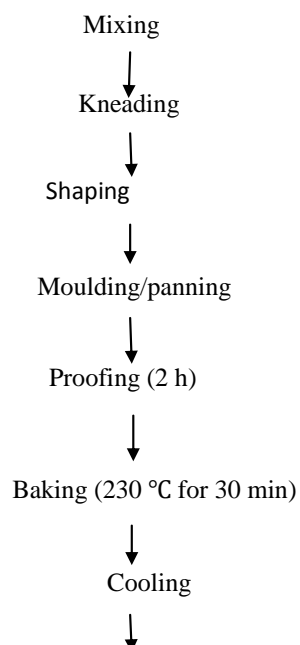 Mixing
Kneading
Shaping
Moulding/panning
Proofing (2 h)
Baking (230 °C for 30 min)
Cooling